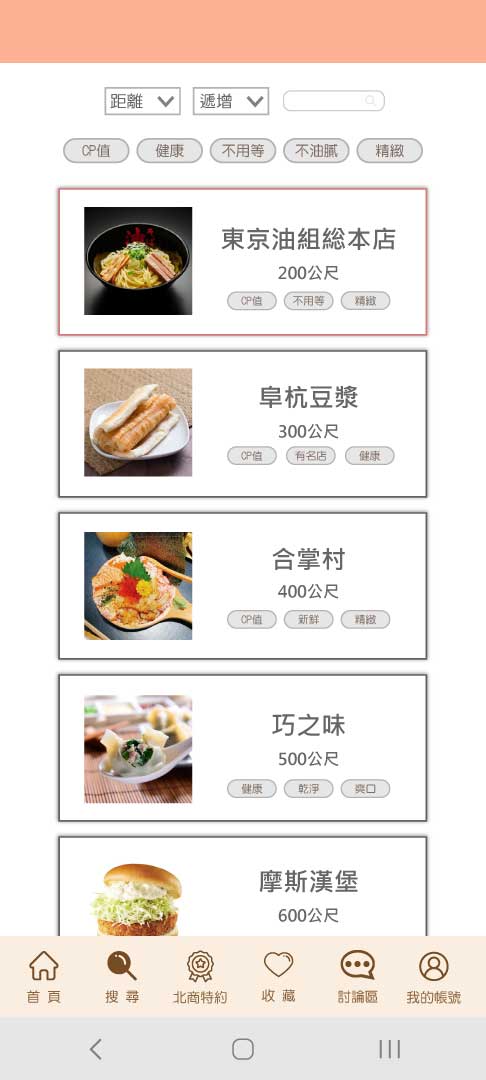 距離 遞增
CP值 健康 不用等 不油膩 精緻
東京油組総本店
200公尺
CP值 不用等 精緻
阜杭豆漿
300公尺
CP值 有名店 健康
合掌村
400公尺
CP值 新鮮 精緻
巧之味
500公尺
健康 乾淨 爽口
摩斯漢堡
600公尺
首頁 搜尋 北商特約 收藏 討論區 我的帳號